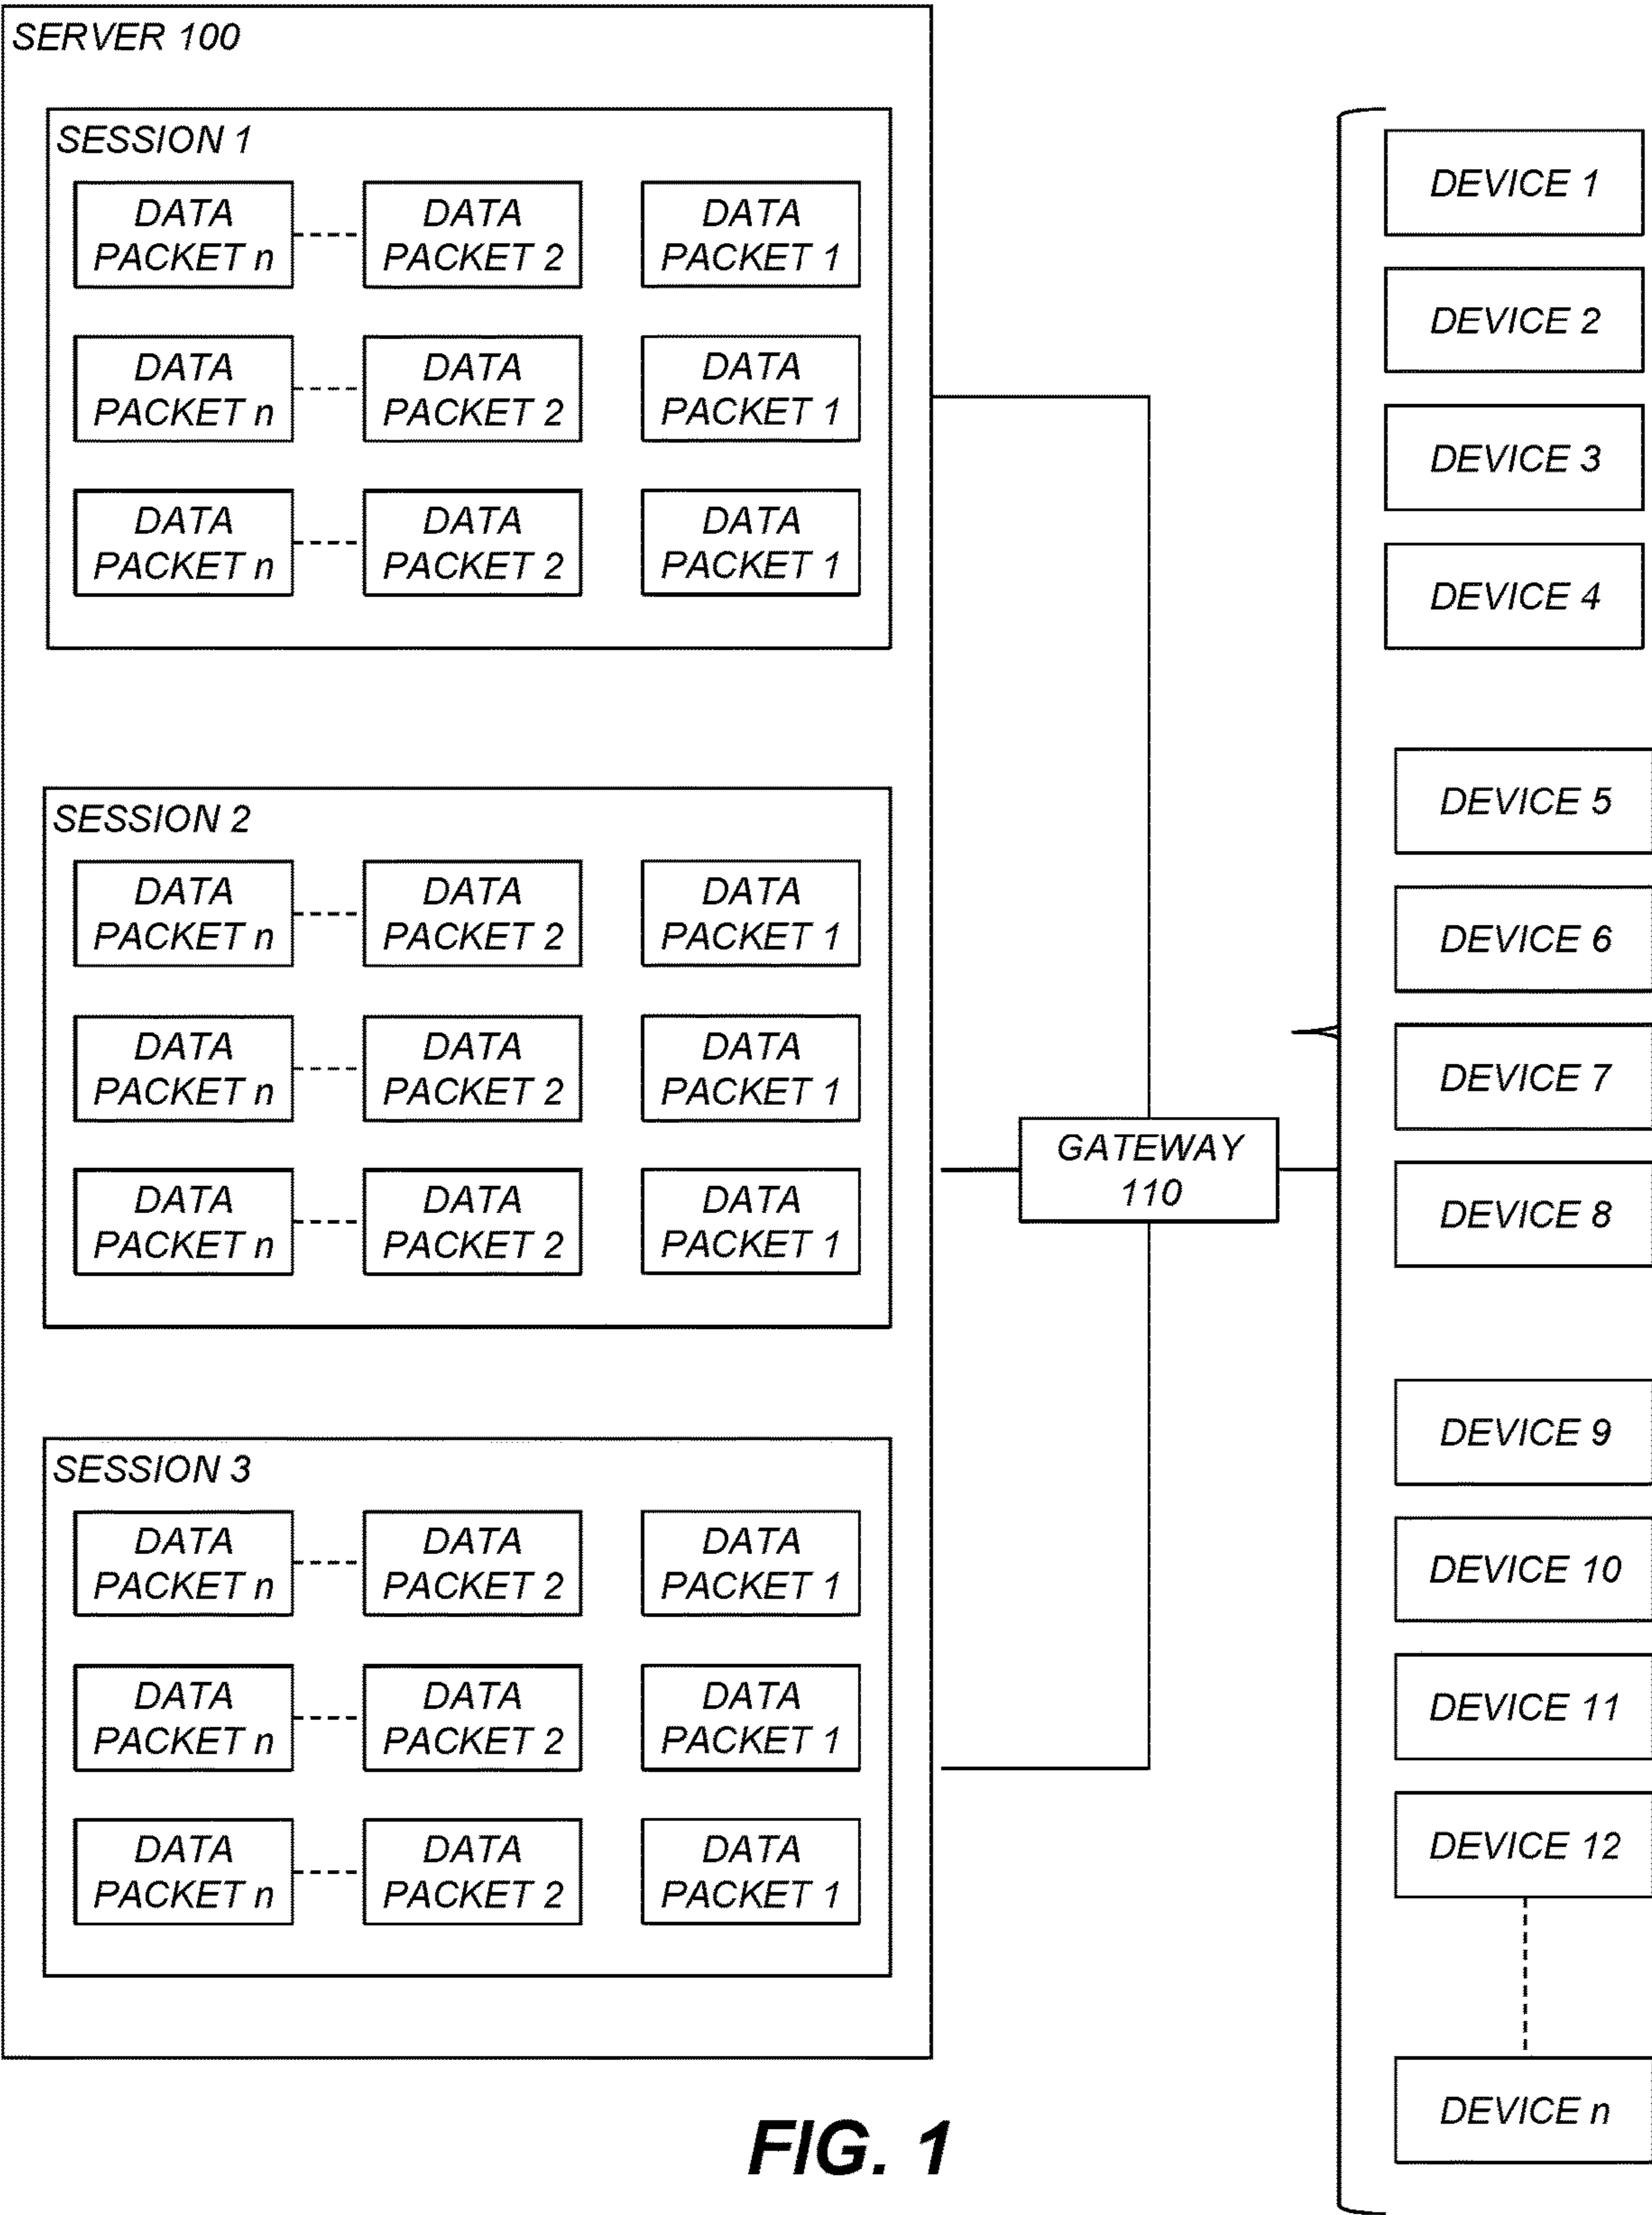 SERVER 100
SESSION 1
DATA PACKET n
DATA PACKET 2
DATA PACKET 1
DATA PACKET n
DATA PACKET 2
DATA PACKET 1
DATA PACKET n
DATA PACKET 2
DATA PACKET 1
SESSION 2
DATA PACKET n
DATA PACKET 2
DATA PACKET 1
DATA PACKET n
DATA PACKET 2
DATA PACKET 1
DATA PACKET n
DATA PACKET 2
DATA PACKET 1
SESSION 3
DATA PACKET n
DATA PACKET 2
DATA PACKET 1
DATA PACKET n
DATA PACKET 2
DATA PACKET 1
DATA PACKET n
DATA PACKET 2
DATA PACKET 1
GATEWAY
110
DEVICE 1
DEVICE 2
DEVICE 3
DEVICE 4
DEVICE 5
DEVICE 6
DEVICE 7
DEVICE 8
DEVICE 9
DEVICE 10
DEVICE 11
DEVICE 12
DEVICE n
FIG. 1